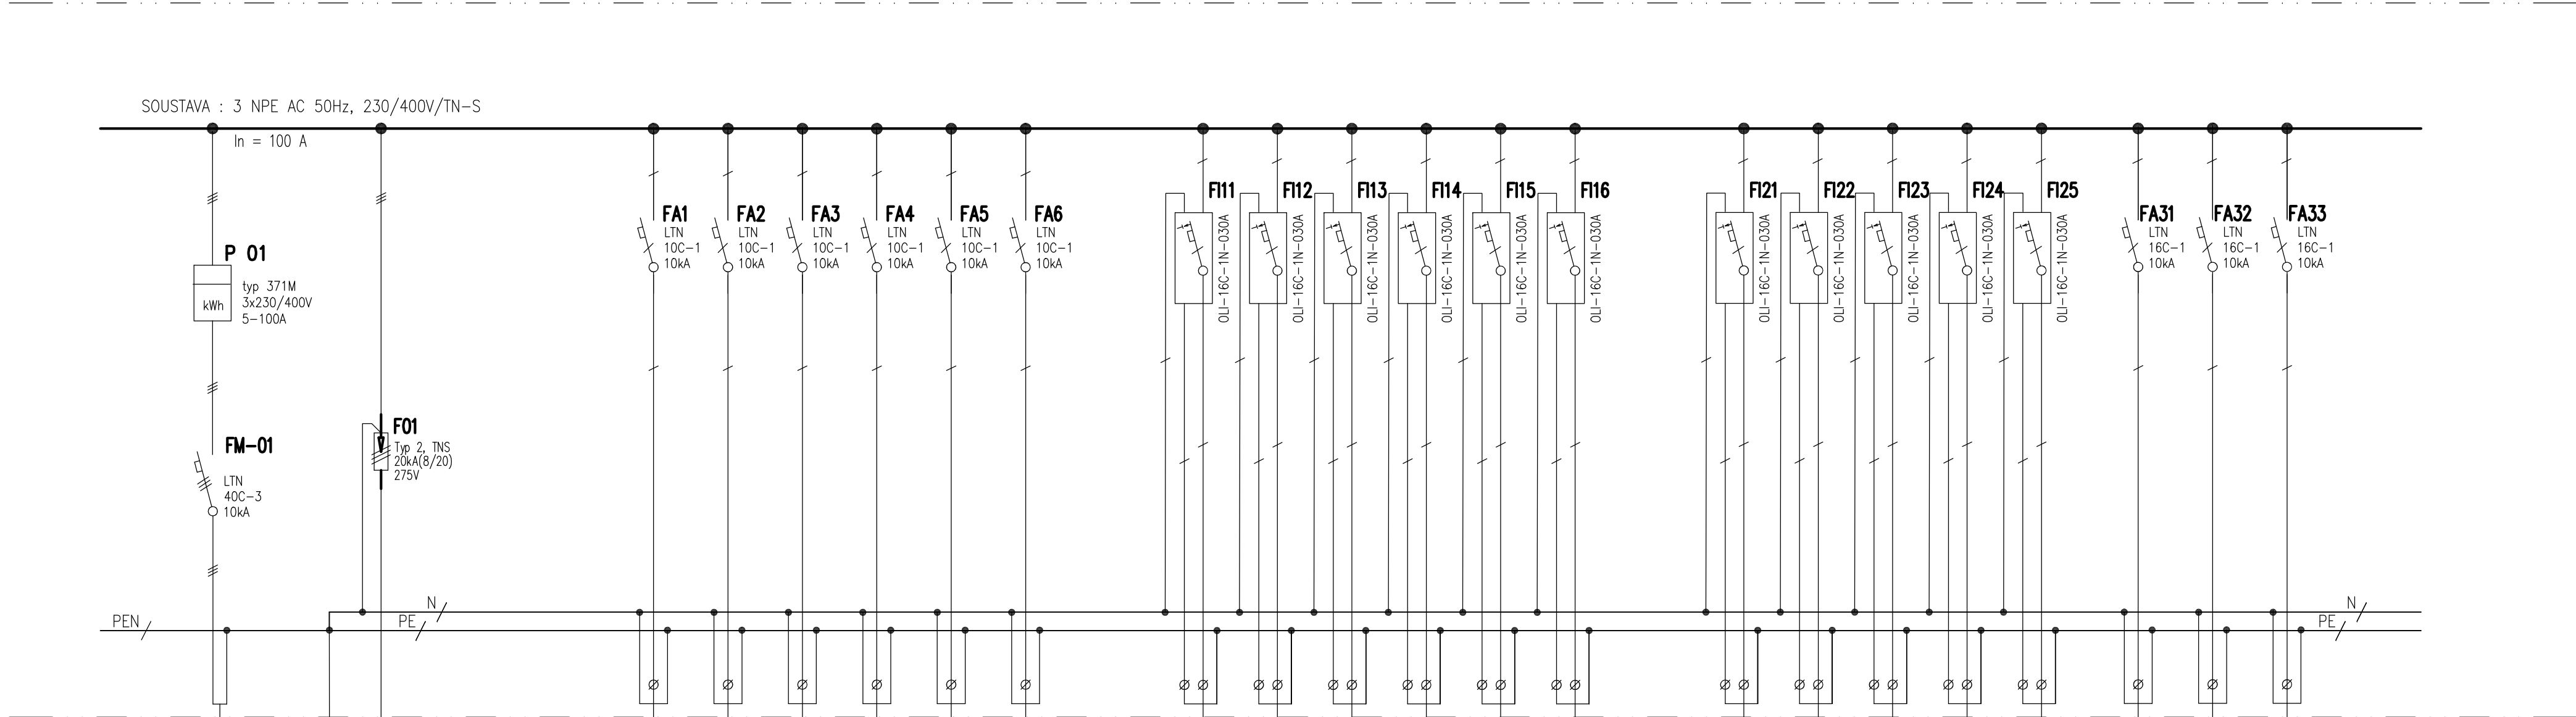 SOUSTAVA : 3 NPE AC 50Hz, 230/400V/TN-S
In = 100 A
P 01
kWh
typ 371M
3x230/400V
5-100A
FM-01
LTN
40C-3
10kA
F01
Typ 2, TNS
20kA(8/20)
275V
FA1
LTN
10C-1
10kA
FA2
LTN
10C-1
10kA
FA3
LTN
10C-1
10kA
FA4
LTN
10C-1
10kA
FA5
LTN
10C-1
10kA
FA6
LTN
10C-1
10kA
FI11
OLI-16C-1N-030A
FI12
OLI-16C-1N-030A
FI13
OLI-16C-1N-030A
FI14
OLI-16C-1N-030A
FI15
OLI-16C-1N-030A
FI16
OLI-16C-1N-030A
FI21
OLI-16C-1N-030A
FI22
OLI-16C-1N-030A
FI23
OLI-16C-1N-030A
FI24
OLI-16C-1N-030A
FI25
OLI-16C-1N-030A
FA31
LTN
16C-1
10kA
FA32
LTN
16C-1
10kA
FA33
LTN
16C-1
10kA
N
PEN
PE
N
PE